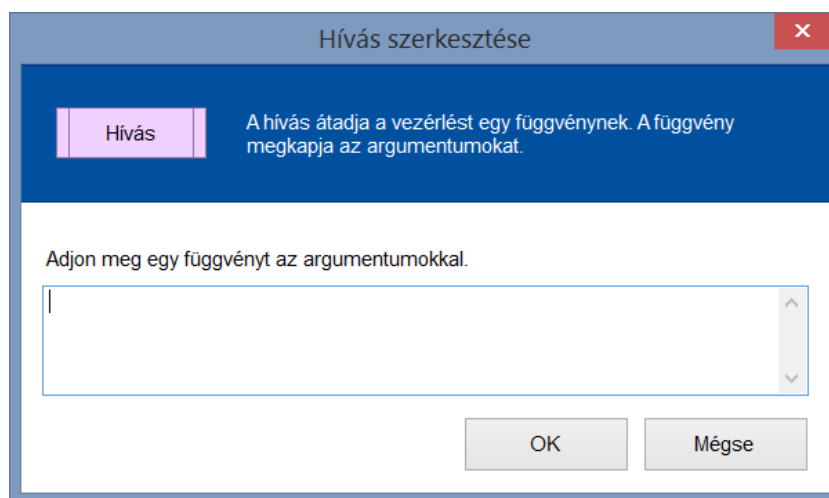 Hívás szerkesztése
Hívás
A hívás átadja a vezérlést egy függvénynek. A függvény
megkapja az argumentumokat.
Adjon meg egy függvényt az argumentumokkal.
OK
Mégse